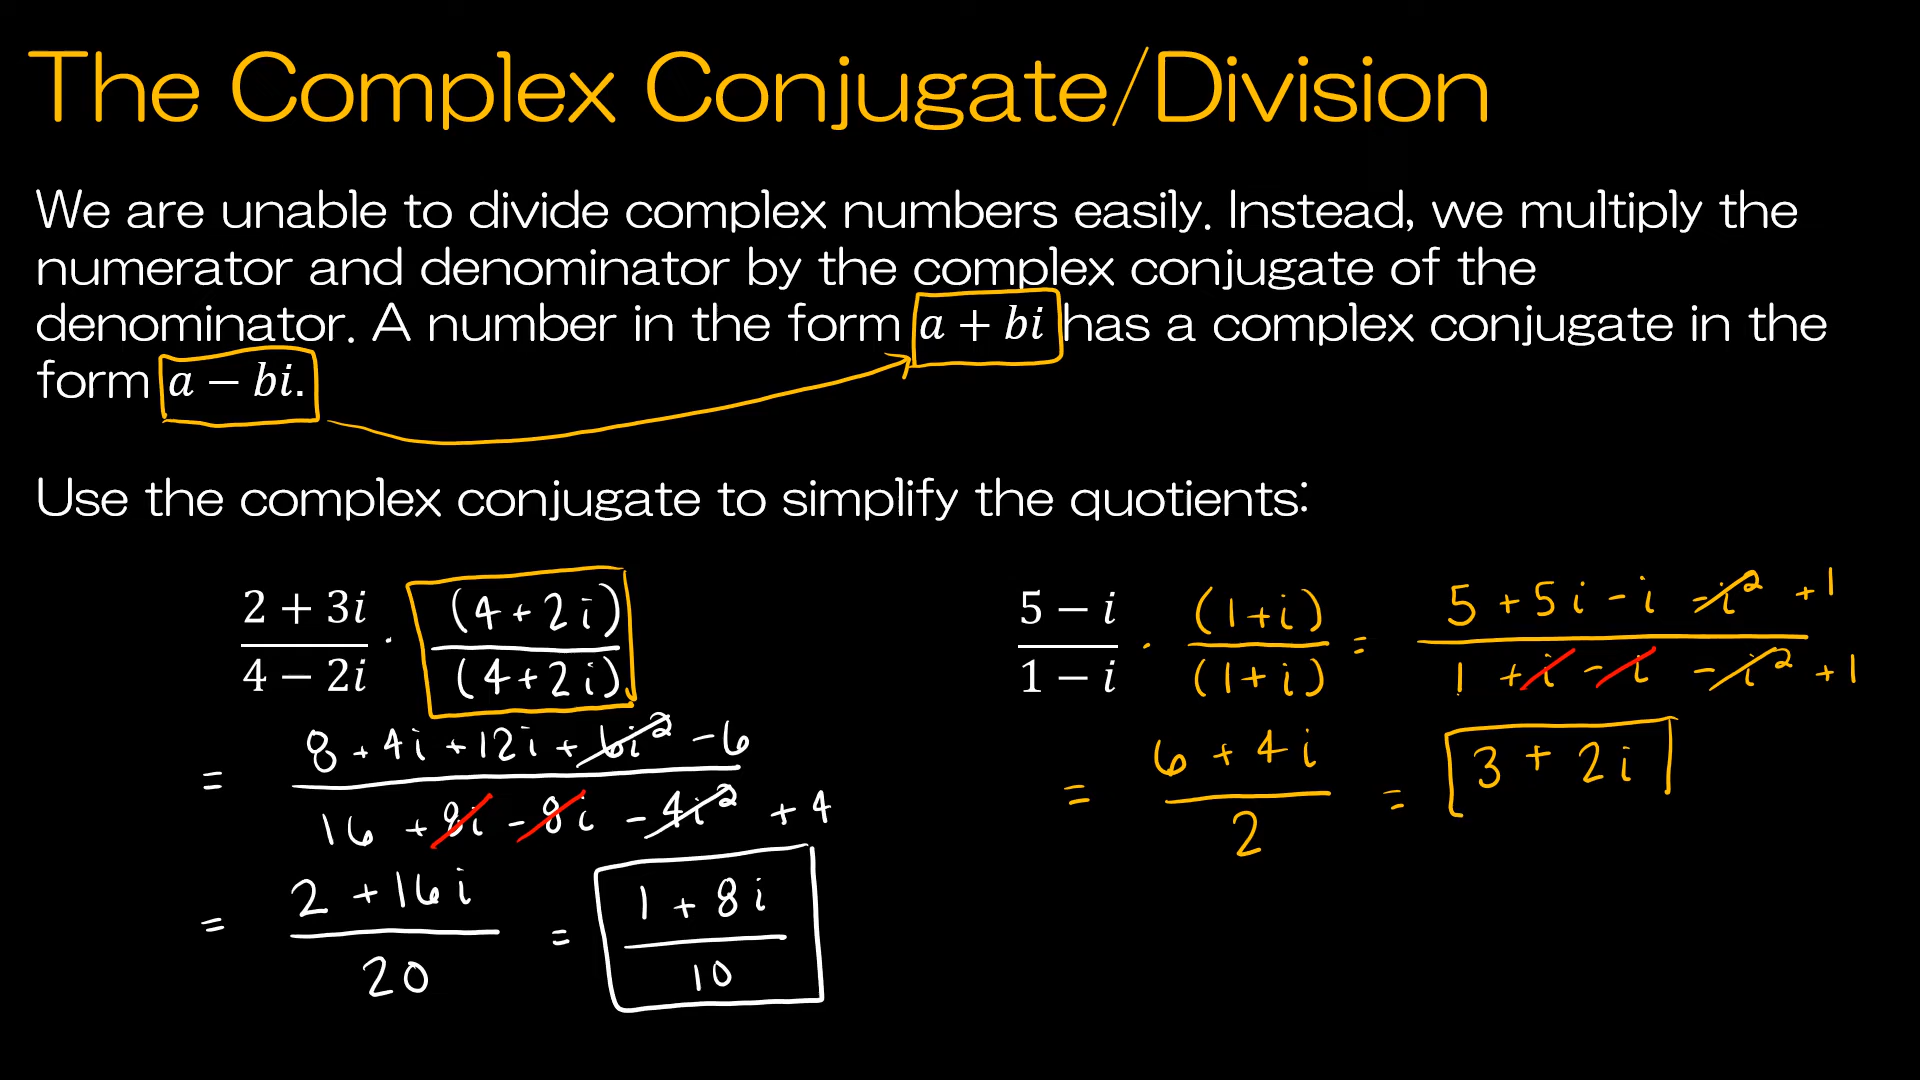 The Complex Conjugate/Division
We are unable to divide complex numbers easily. Instead, we multiply the
numerator and denominator by the complex conjugate of the
denominator. A number in the form a + bi has a complex conjugate in the
form a − bi.
Use the complex conjugate to simplify the quotients:
2 + 3i
4 − 2i
·
(4 + 2i)
(4 + 2i)
=
8 + 4i + 12i + 6i² − 6
16 + 8i − 8i − 4i² + 4
=
2 + 16i
20
=
1 + 8i
10
5 − i
1 − i
·
(1 + i)
(1 + i)
=
5 + 5i − i − i² + 1
1 + i − i − i² + 1
=
6 + 4i
2
=
3 + 2i